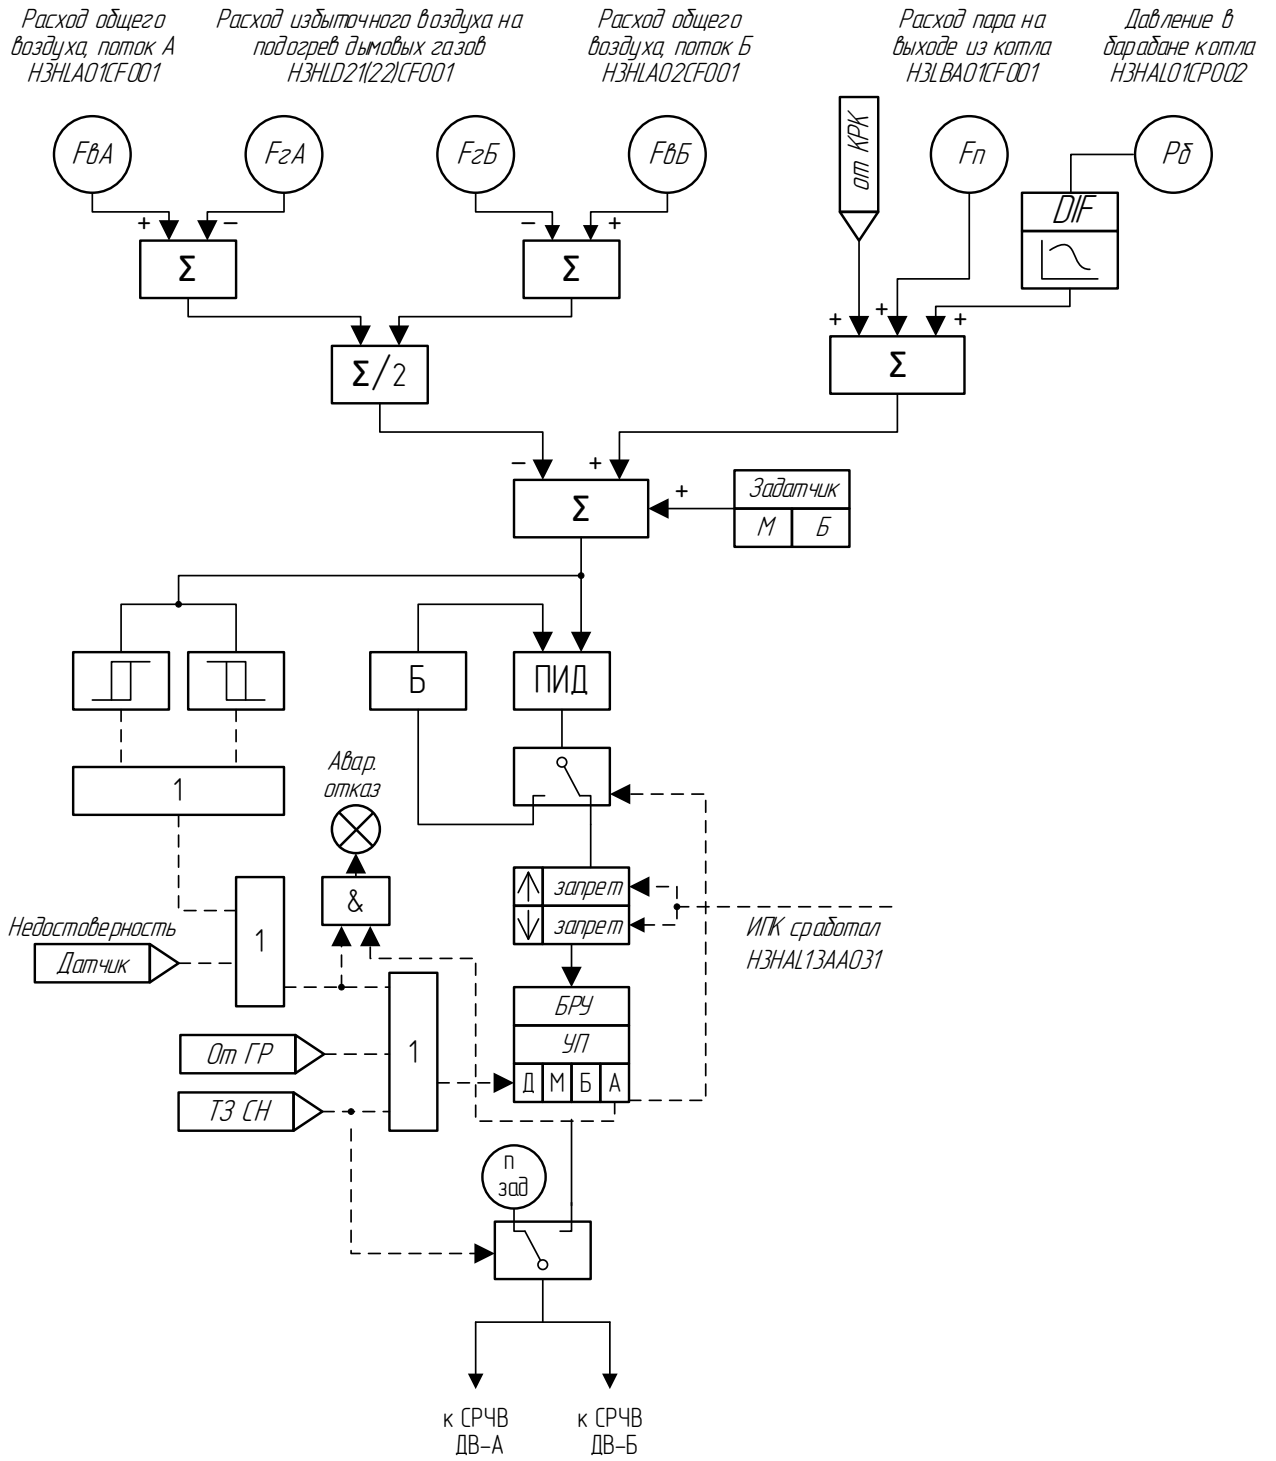 Расход общего
воздуха, поток А
H3HLA01CF001
Расход избыточного воздуха на
подогрев дымовых газов
H3HLD21(22)CF001
Расход общего
воздуха, поток Б
H3HLA02CF001
Расход пара на
выходе из котла
H3LBA01CF001
Давление в
барабане котла
H3HAL01CP002
FвА
FгА
FгБ
FвБ
от КРК
Fп
Рб
DIF
+
–
–
+
Σ
Σ
+
+
+
Σ/2
Σ
–
+
+
Σ
Задатчик
М
Б
Б
ПИД
1
Авар.
отказ
&
запрет
запрет
ИПК сработал
H3HAL13AA031
Недостоверность
Датчик
1
От ГР
ТЗ СН
1
БРУ
УП
Д
М
Б
А
п
зад
к СРЧВ
ДВ-А
к СРЧВ
ДВ-Б